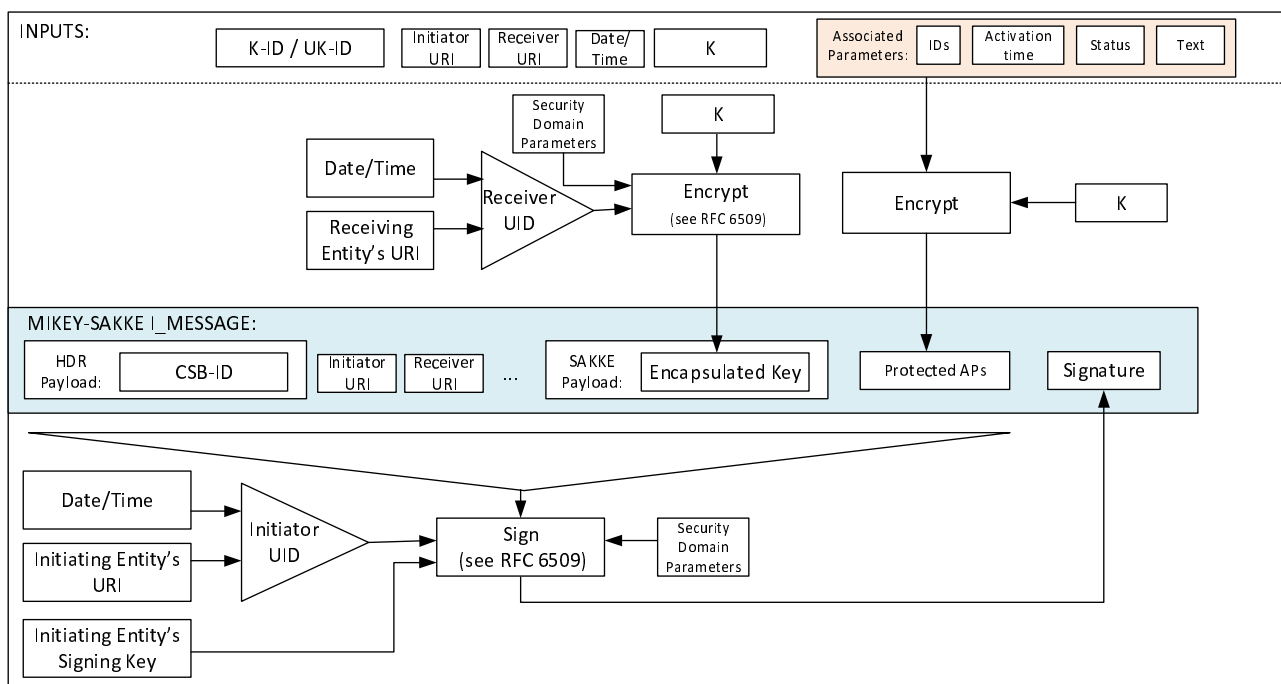 INPUTS:
K-ID / UK-ID
Initiator
URI
Receiver
URI
Date/
Time
K
Associated
Parameters:
IDs
Activation
time
Status
Text
Security
Domain
Parameters
K
Date/Time
Receiving
Entity’s URI
Receiver
UID
Encrypt
(see RFC 6509)
Encrypt
K
MIKEY-SAKKE I_MESSAGE:
HDR
Payload:
CSB-ID
Initiator
URI
Receiver
URI
...
SAKKE
Payload:
Encapsulated Key
Protected APs
Signature
Date/Time
Initiating Entity’s
URI
Initiator
UID
Sign
(see RFC 6509)
Security
Domain
Parameters
Initiating Entity’s
Signing Key